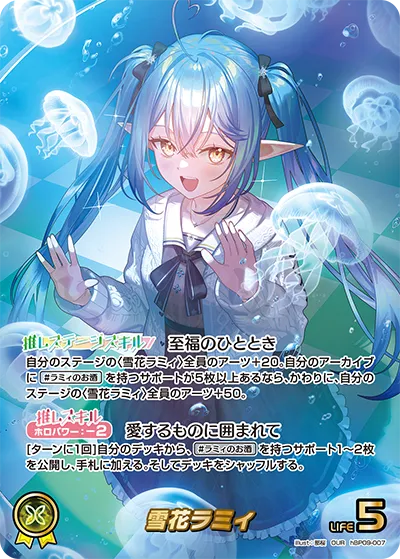 推しステージスキル 至福のひととき
自分のステージの〈雪花ラミィ〉全員のアーツ+20。自分のアーカイブ
に #ラミィのお酒 を持つサポートが5枚以上あるなら、かわりに、自分の
ステージの〈雪花ラミィ〉全員のアーツ+50。
推しスキル
ホロパワー:-2 愛するものに囲まれて
[ターンに1回]自分のデッキから、#ラミィのお酒 を持つサポート1~2枚
を公開し、手札に加える。そしてデッキをシャッフルする。
雪花ラミィ
LIFE 5
OUR hBP09-007